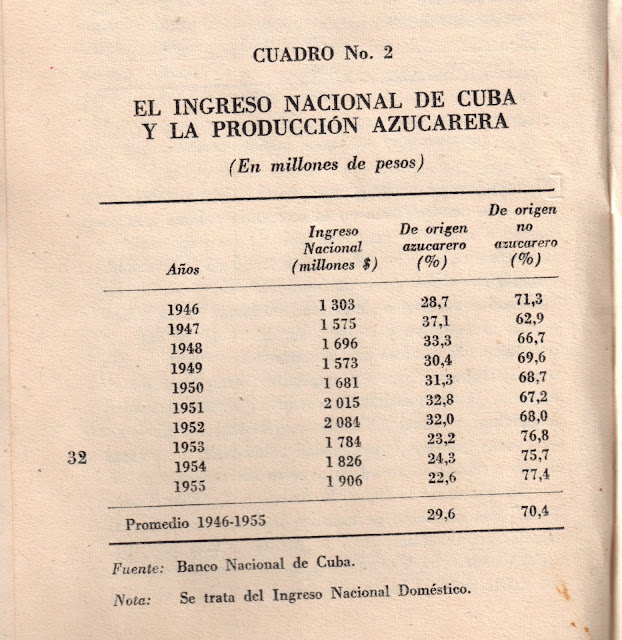 CUADRO No. 2
EL INGRESO NACIONAL DE CUBA
Y LA PRODUCCIÓN AZUCARERA
(En millones de pesos)
Años Ingreso Nacional (millones $) De origen azucarero (%) De origen no azucarero (%)
1946 1 303 28,7 71,3
1947 1 575 37,1 62,9
1948 1 696 33,3 66,7
1949 1 573 30,4 69,6
1950 1 681 31,3 68,7
1951 2 015 32,8 67,2
1952 2 084 32,0 68,0
1953 1 784 23,2 76,8
1954 1 826 24,3 75,7
1955 1 906 22,6 77,4
32
Promedio 1946-1955 29,6 70,4
Fuente: Banco Nacional de Cuba.
Nota: Se trata del Ingreso Nacional Doméstico.